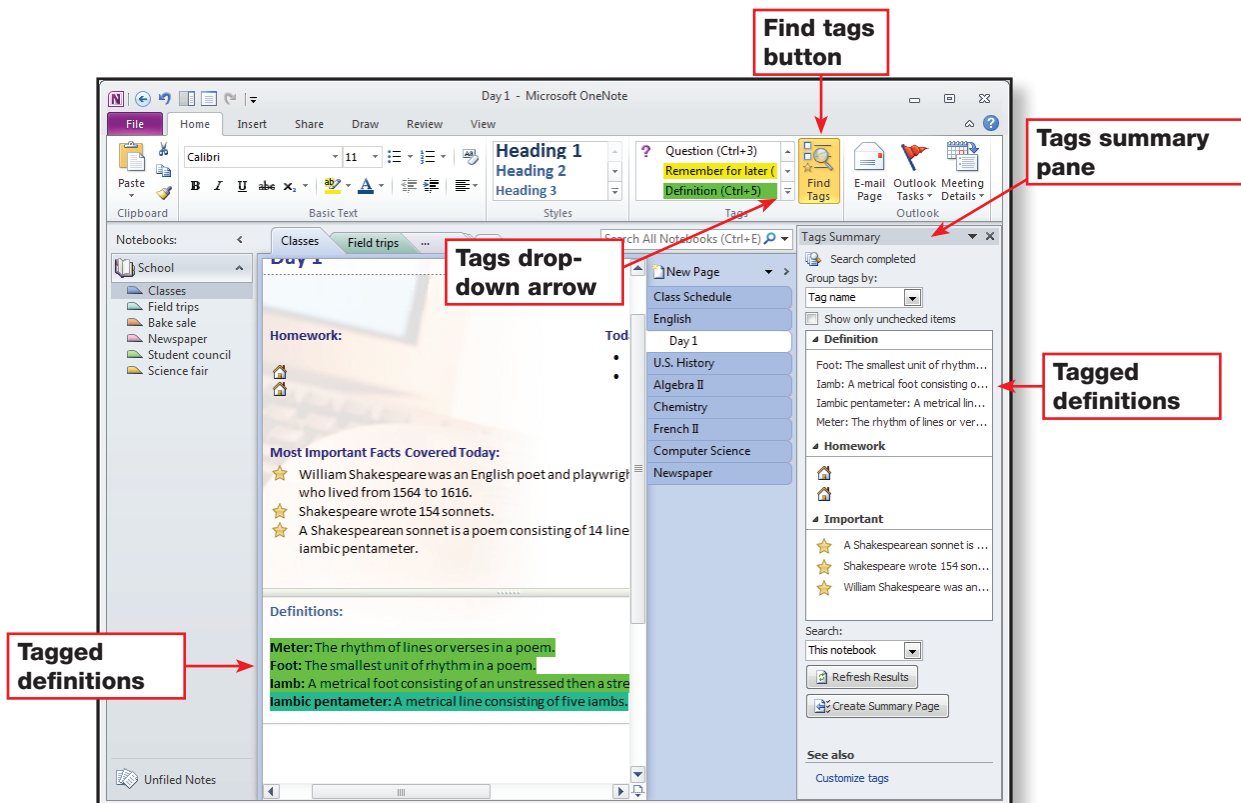 Find tags
button
Day 1 - Microsoft OneNote
File Home Insert Share Draw Review View
Tags summary
pane
Paste
Clipboard
Calibri 11
B I U abc x₂ ab A
Basic Text
Heading 1
Heading 2
Heading 3
Styles
? Question (Ctrl+3)
Remember for later (
Definition (Ctrl+5)
Tags
Find
Tags
E-mail
Page
Outlook
Tasks
Meeting
Details
Outlook
Notebooks:
School
Classes
Field trips
Bake sale
Newspaper
Student council
Science fair
Unfiled Notes
Classes Field trips ...
Search All Notebooks (Ctrl+E)
Tags drop-
down arrow
Day 1
Homework:
Tod
•
•
Most Important Facts Covered Today:
William Shakespeare was an English poet and playwrigh
who lived from 1564 to 1616.
Shakespeare wrote 154 sonnets.
A Shakespearean sonnet is a poem consisting of 14 line
iambic pentameter.
Definitions:
Meter: The rhythm of lines or verses in a poem.
Foot: The smallest unit of rhythm in a poem.
Iamb: A metrical foot consisting of an unstressed then a stre
Iambic pentameter: A metrical line consisting of five iambs.
Tagged
definitions
New Page
Class Schedule
English
Day 1
U.S. History
Algebra II
Chemistry
French II
Computer Science
Newspaper
Tags Summary
Search completed
Group tags by:
Tag name
Show only unchecked items
Definition
Foot: The smallest unit of rhythm...
Iamb: A metrical foot consisting o...
Iambic pentameter: A metrical lin...
Meter: The rhythm of lines or ver...
Homework
Important
A Shakespearean sonnet is ...
Shakespeare wrote 154 son...
William Shakespeare was an...
Search:
This notebook
Refresh Results
Create Summary Page
See also
Customize tags
Tagged
definitions